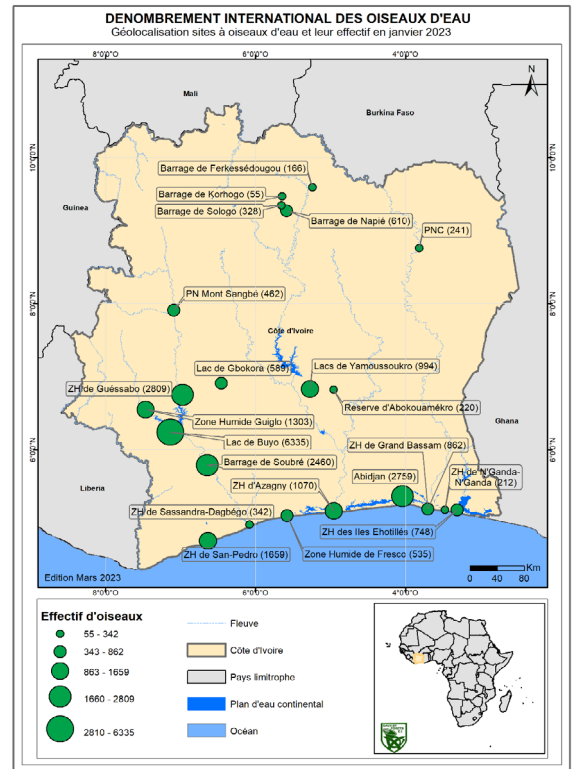 DENOMBREMENT INTERNATIONAL DES OISEAUX D'EAU
Géolocalisation sites à oiseaux d'eau et leur effectif en janvier 2023
8°0'0"O
6°0'0"O
4°0'0"O
N
Mali
Burkina Faso
10°0'0"N
10°0'0"N
Barrage de Ferkessédougou (166)
Barrage de Korhogo (55)
Barrage de Sologo (328)
Barrage de Napié (610)
Guinea
PNC (241)
8°0'0"N
8°0'0"N
PN Mont Sangbé (462)
Côte d'Ivoire
Lac de Gbokora (589)
Lacs de Yamoussoukro (994)
ZH de Guéssabo (2809)
Reserve d'Abokouamékro (220)
Zone Humide Guiglo (1303)
Ghana
Lac de Buyo (6335)
ZH de Grand Bassam (862)
6°0'0"N
6°0'0"N
Barrage de Soubré (2460)
Abidjan (2759)
ZH de N'Ganda-
N'Ganda (212)
ZH d'Azagny (1070)
Liberia
ZH de Sassandra-Dagbégo (342)
ZH des Iles Ehotillés (748)
ZH de San-Pedro (1659)
Zone Humide de Fresco (535)
Edition Mars 2023
Km
0 40 80
8°0'0"O
6°0'0"O
4°0'0"O
Effectif d'oiseaux
55 - 342
343 - 862
863 - 1659
1660 - 2809
2810 - 6335
Fleuve
Côte d'Ivoire
Pays limitrophe
Plan d'eau continental
Océan